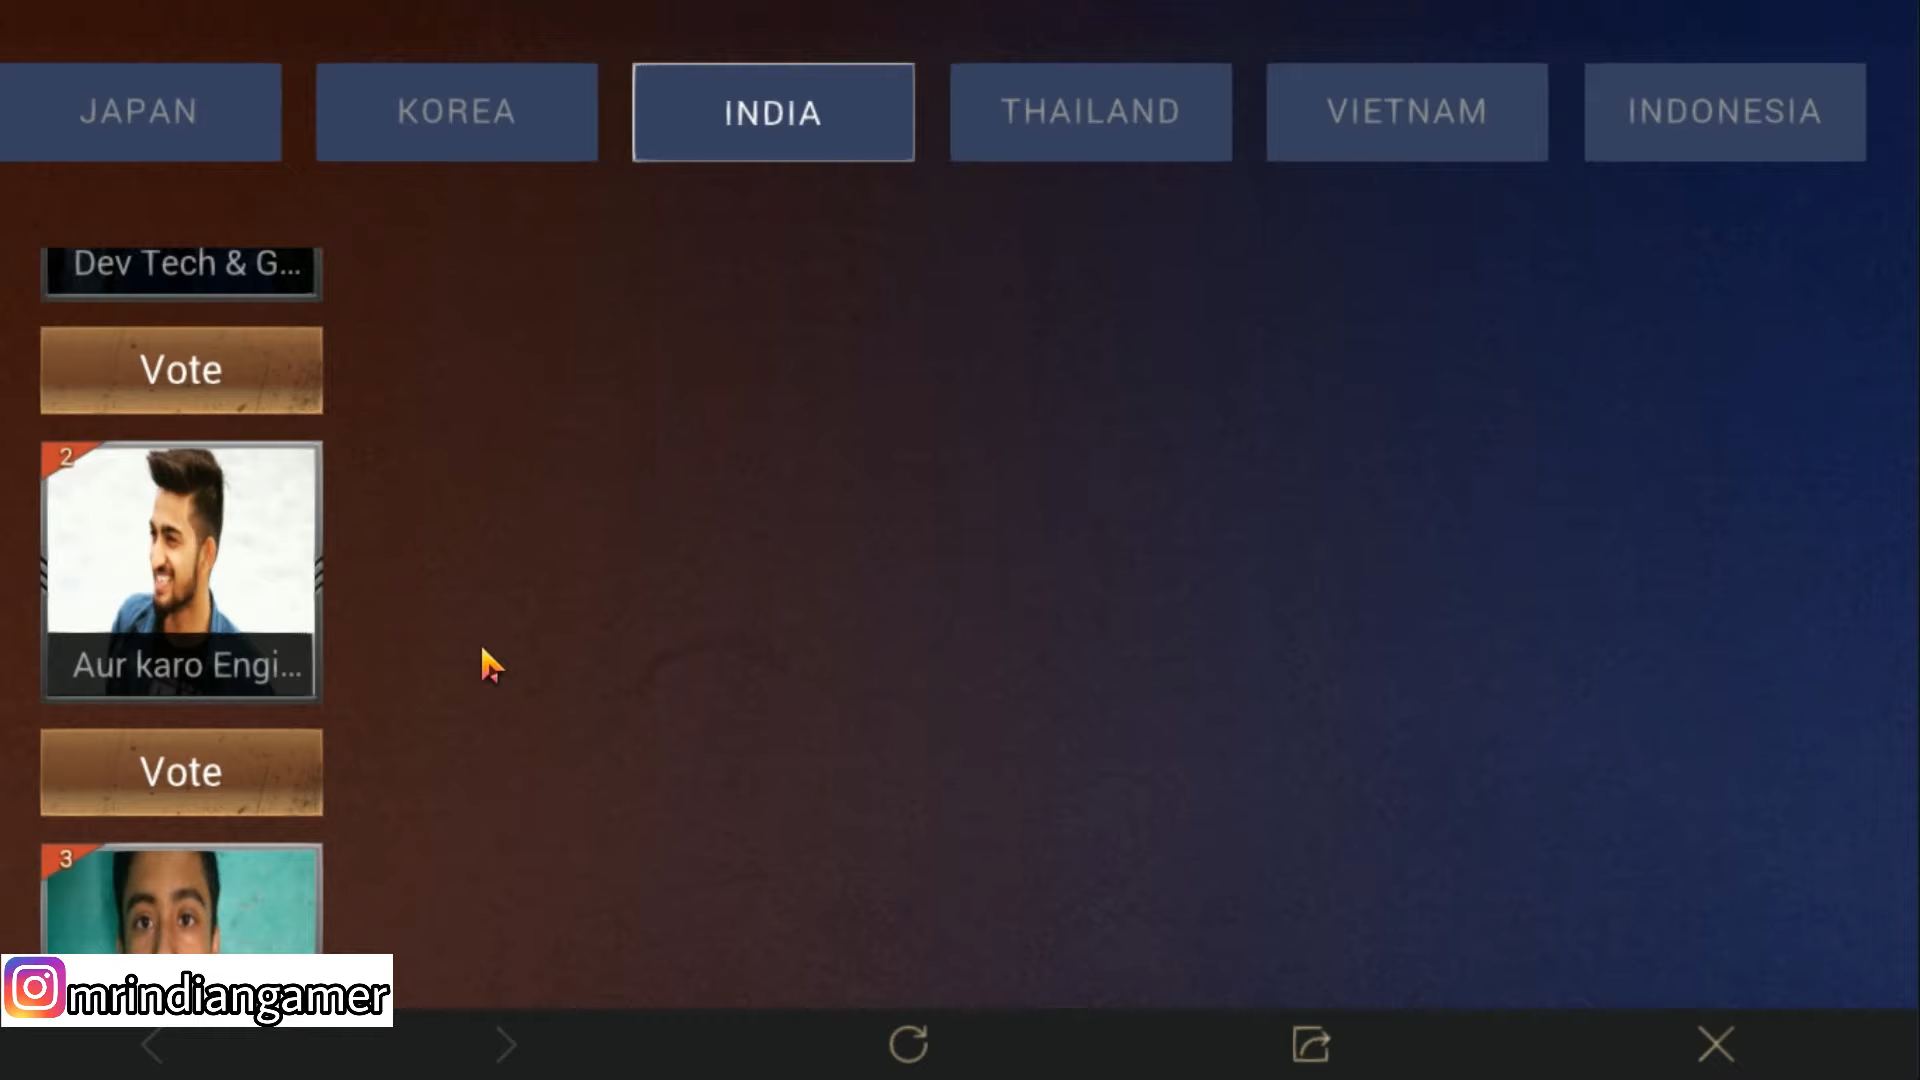 JAPAN KOREA INDIA THAILAND VIETNAM INDONESIA
Dev Tech & G...
Vote
2
Aur karo Engi...
Vote
3
mrindiangamer